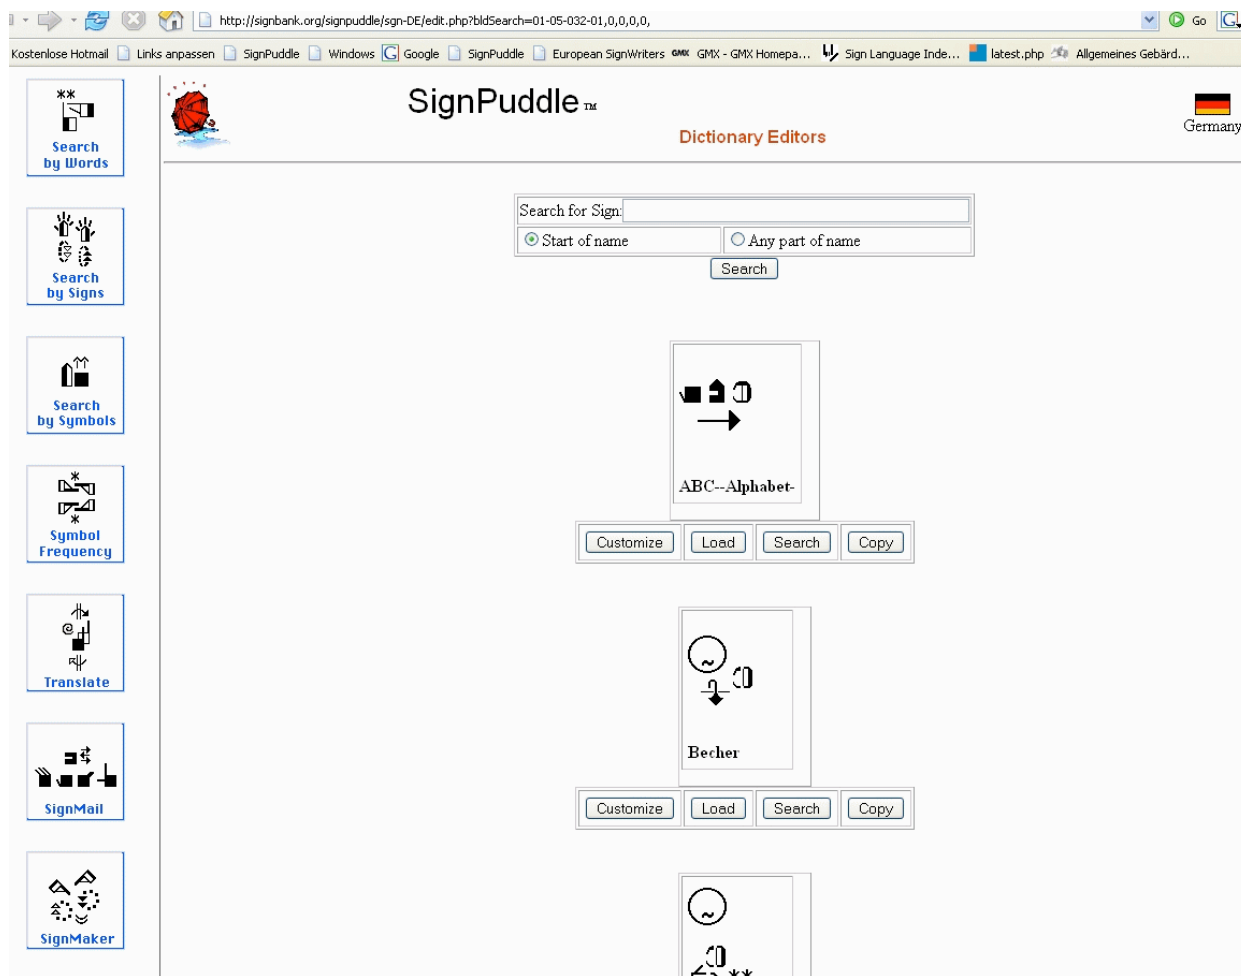 http://signbank.org/signpuddle/sgn-DE/edit.php?bldSearch=01-05-032-01,0,0,0,0,
Go
Kostenlose Hotmail Links anpassen SignPuddle Windows Google SignPuddle European SignWriters GMX GMX - GMX Homepa... Sign Language Inde... latest.php Allgemeines Gebärd...
SignPuddle TM
Dictionary Editors
Germany
Search
by Words
Search
by Signs
Search
by Symbols
Symbol
Frequency
Translate
SignMail
SignMaker
Search for Sign:
Start of name Any part of name
Search
ABC--Alphabet-
Customize Load Search Copy
Becher
Customize Load Search Copy